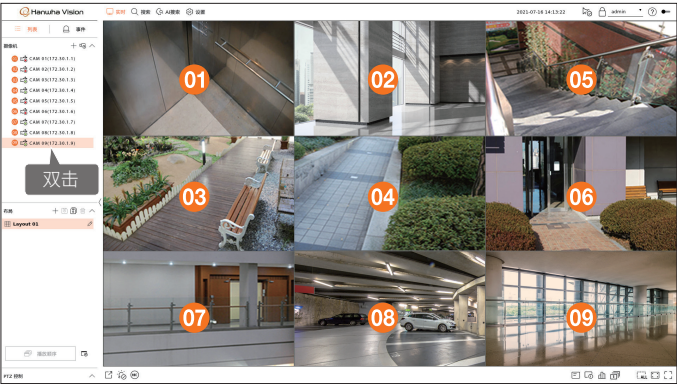 Hanwha Vision
实时 搜索 AI搜索 设置
2021-07-16 14:13:22
admin
列表 事件
摄像机
CAM 01(172.30.1.1)
CAM 02(172.30.1.2)
CAM 03(172.30.1.3)
CAM 04(172.30.1.4)
CAM 05(172.30.1.5)
CAM 06(172.30.1.6)
CAM 07(172.30.1.7)
CAM 08(172.30.1.8)
CAM 09(172.30.1.9)
双击
布局
Layout 01
PTZ 控制
01
02
05
03
04
06
07
08
09